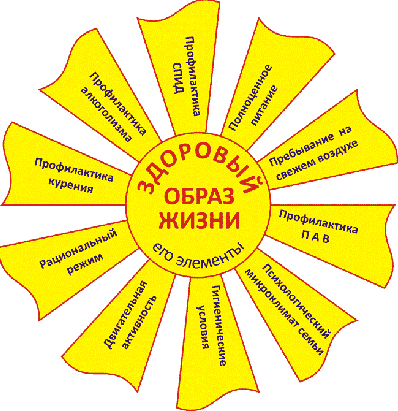 ЗДОРОВЫЙ
ОБРАЗ
ЖИЗНИ
его элементы
Профилактика
СПИД
Полноценное
питание
Пребывание на
свежем воздухе
Профилактика
П А В
Психологический
микроклимат семьи
Гигиенические
условия
Двигательная
активность
Рациональный
режим
Профилактика
курения
Профилактика
алкоголизма